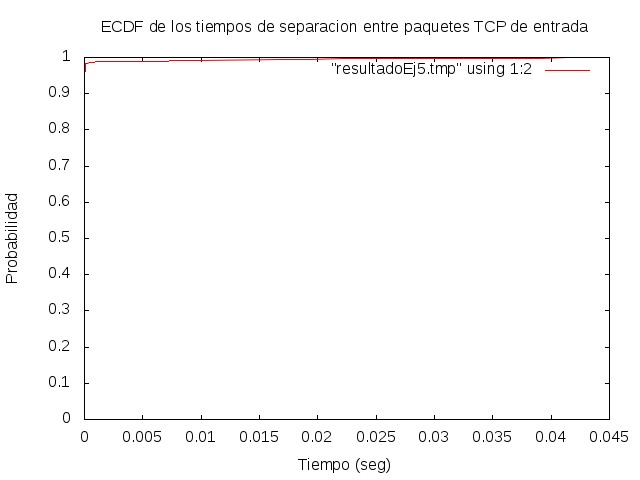 ECDF de los tiempos de separacion entre paquetes TCP de entrada
1
"resultadoEj5.tmp" using 1:2
0.9
0.8
0.7
0.6
0.5
0.4
0.3
0.2
0.1
0
Probabilidad
0 0.005 0.01 0.015 0.02 0.025 0.03 0.035 0.04 0.045
Tiempo (seg)